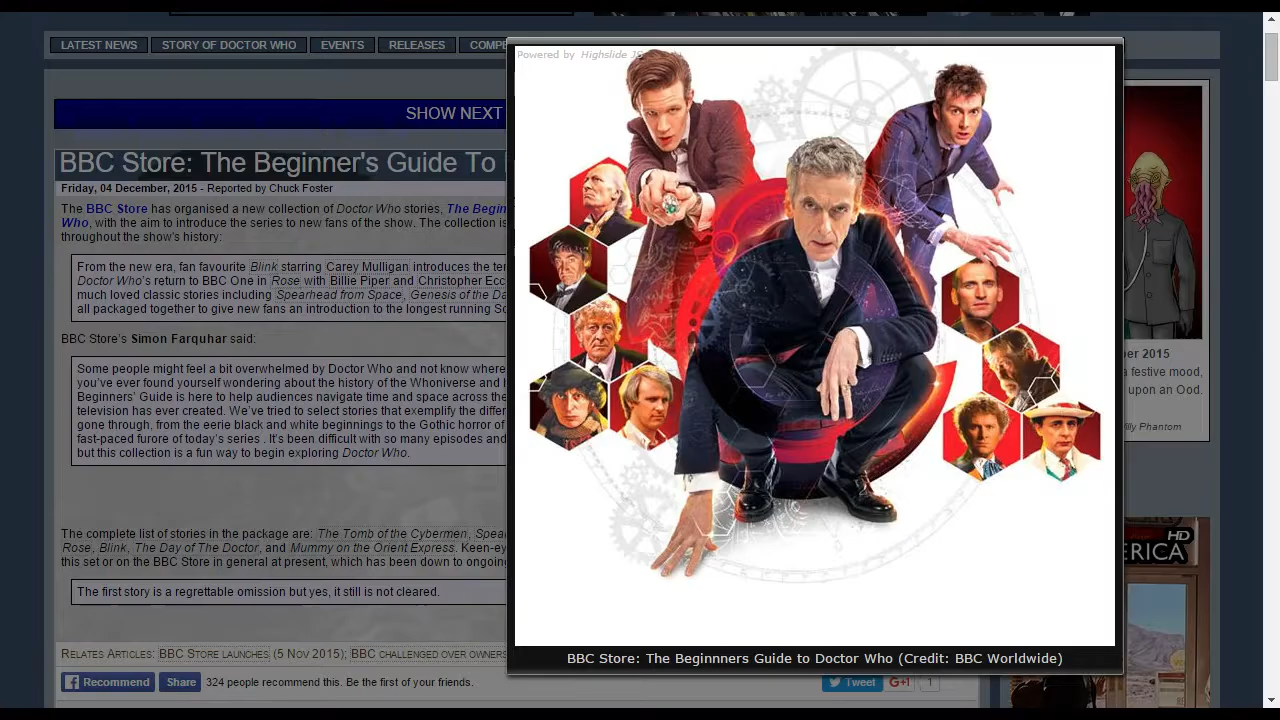 LATEST NEWS
STORY OF DOCTOR WHO
EVENTS
RELEASES
Powered by Highslide JS
SHOW NEXT
BBC Store: The Beginner's Guide To
Friday, 04 December, 2015 - Reported by Chuck Foster
The BBC Store has organised a new collection of Doctor Who stories, The Begin
Who, with the aim to introduce the series to new fans of the show. The collection is
throughout the show's history:
From the new era, fan favourite Blink starring Carey Mulligan introduces the ter
Doctor Who's return to BBC One in Rose with Billie Piper and Christopher Ecc
much loved classic stories including Spearhead from Space, Genesis of the Da
all packaged together to give new fans an introduction to the longest running Sc
BBC Store's Simon Farquhar said:
Some people might feel a bit overwhelmed by Doctor Who and not know where
you've ever found yourself wondering about the history of the Whoniverse and
Beginners' Guide is here to help audiences navigate time and space across the
television has ever created. We've aired periods and stories that exemplify the differ
going through from the early black and white days, through the Gothic horror of
fast-paced folklore of today's series . It's been difficult with so many episodes and
but this collection is a fun way to begin exploring Doctor Who.
The complete list of stories in the package are: The Tomb of the Cybermen, Spea
Rose, Blink, The Day of The Doctor, and Mummy on the Orient Express. Keen-ey
this set or on the BBC Store in general at present, which has been down to ongoing
The first story is a regrettable omission but yes, it still is not cleared.
RELATES ARTICLES: BBC STORE LAUNCHES (5 NOV 2015); BBC CHALLENGED OVER OWNERS
Recommend
Share
324 people recommend this. Be the first of your friends.
Tweet
G+1
1
BBC Store: The Beginnners Guide to Doctor Who (Credit: BBC Worldwide)
er 2015
a festive mood,
upon an Ood.
illy Phantom
HD
ERICA